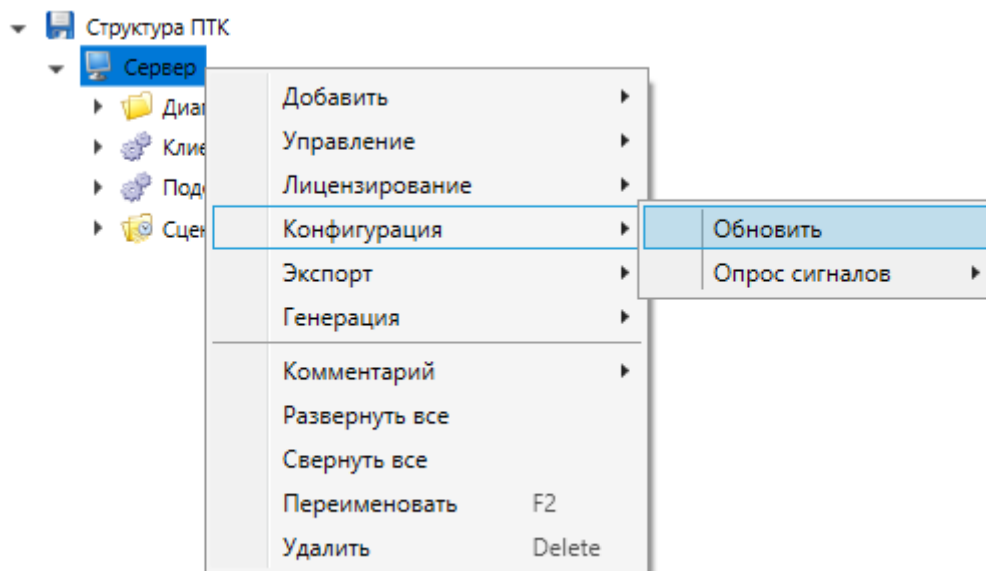 Структура ПТК
Сервер
Добавить
Управление
Лицензирование
Конфигурация
Обновить
Опрос сигналов
Экспорт
Генерация
Комментарий
Развернуть все
Свернуть все
Переименовать F2
Удалить Delete